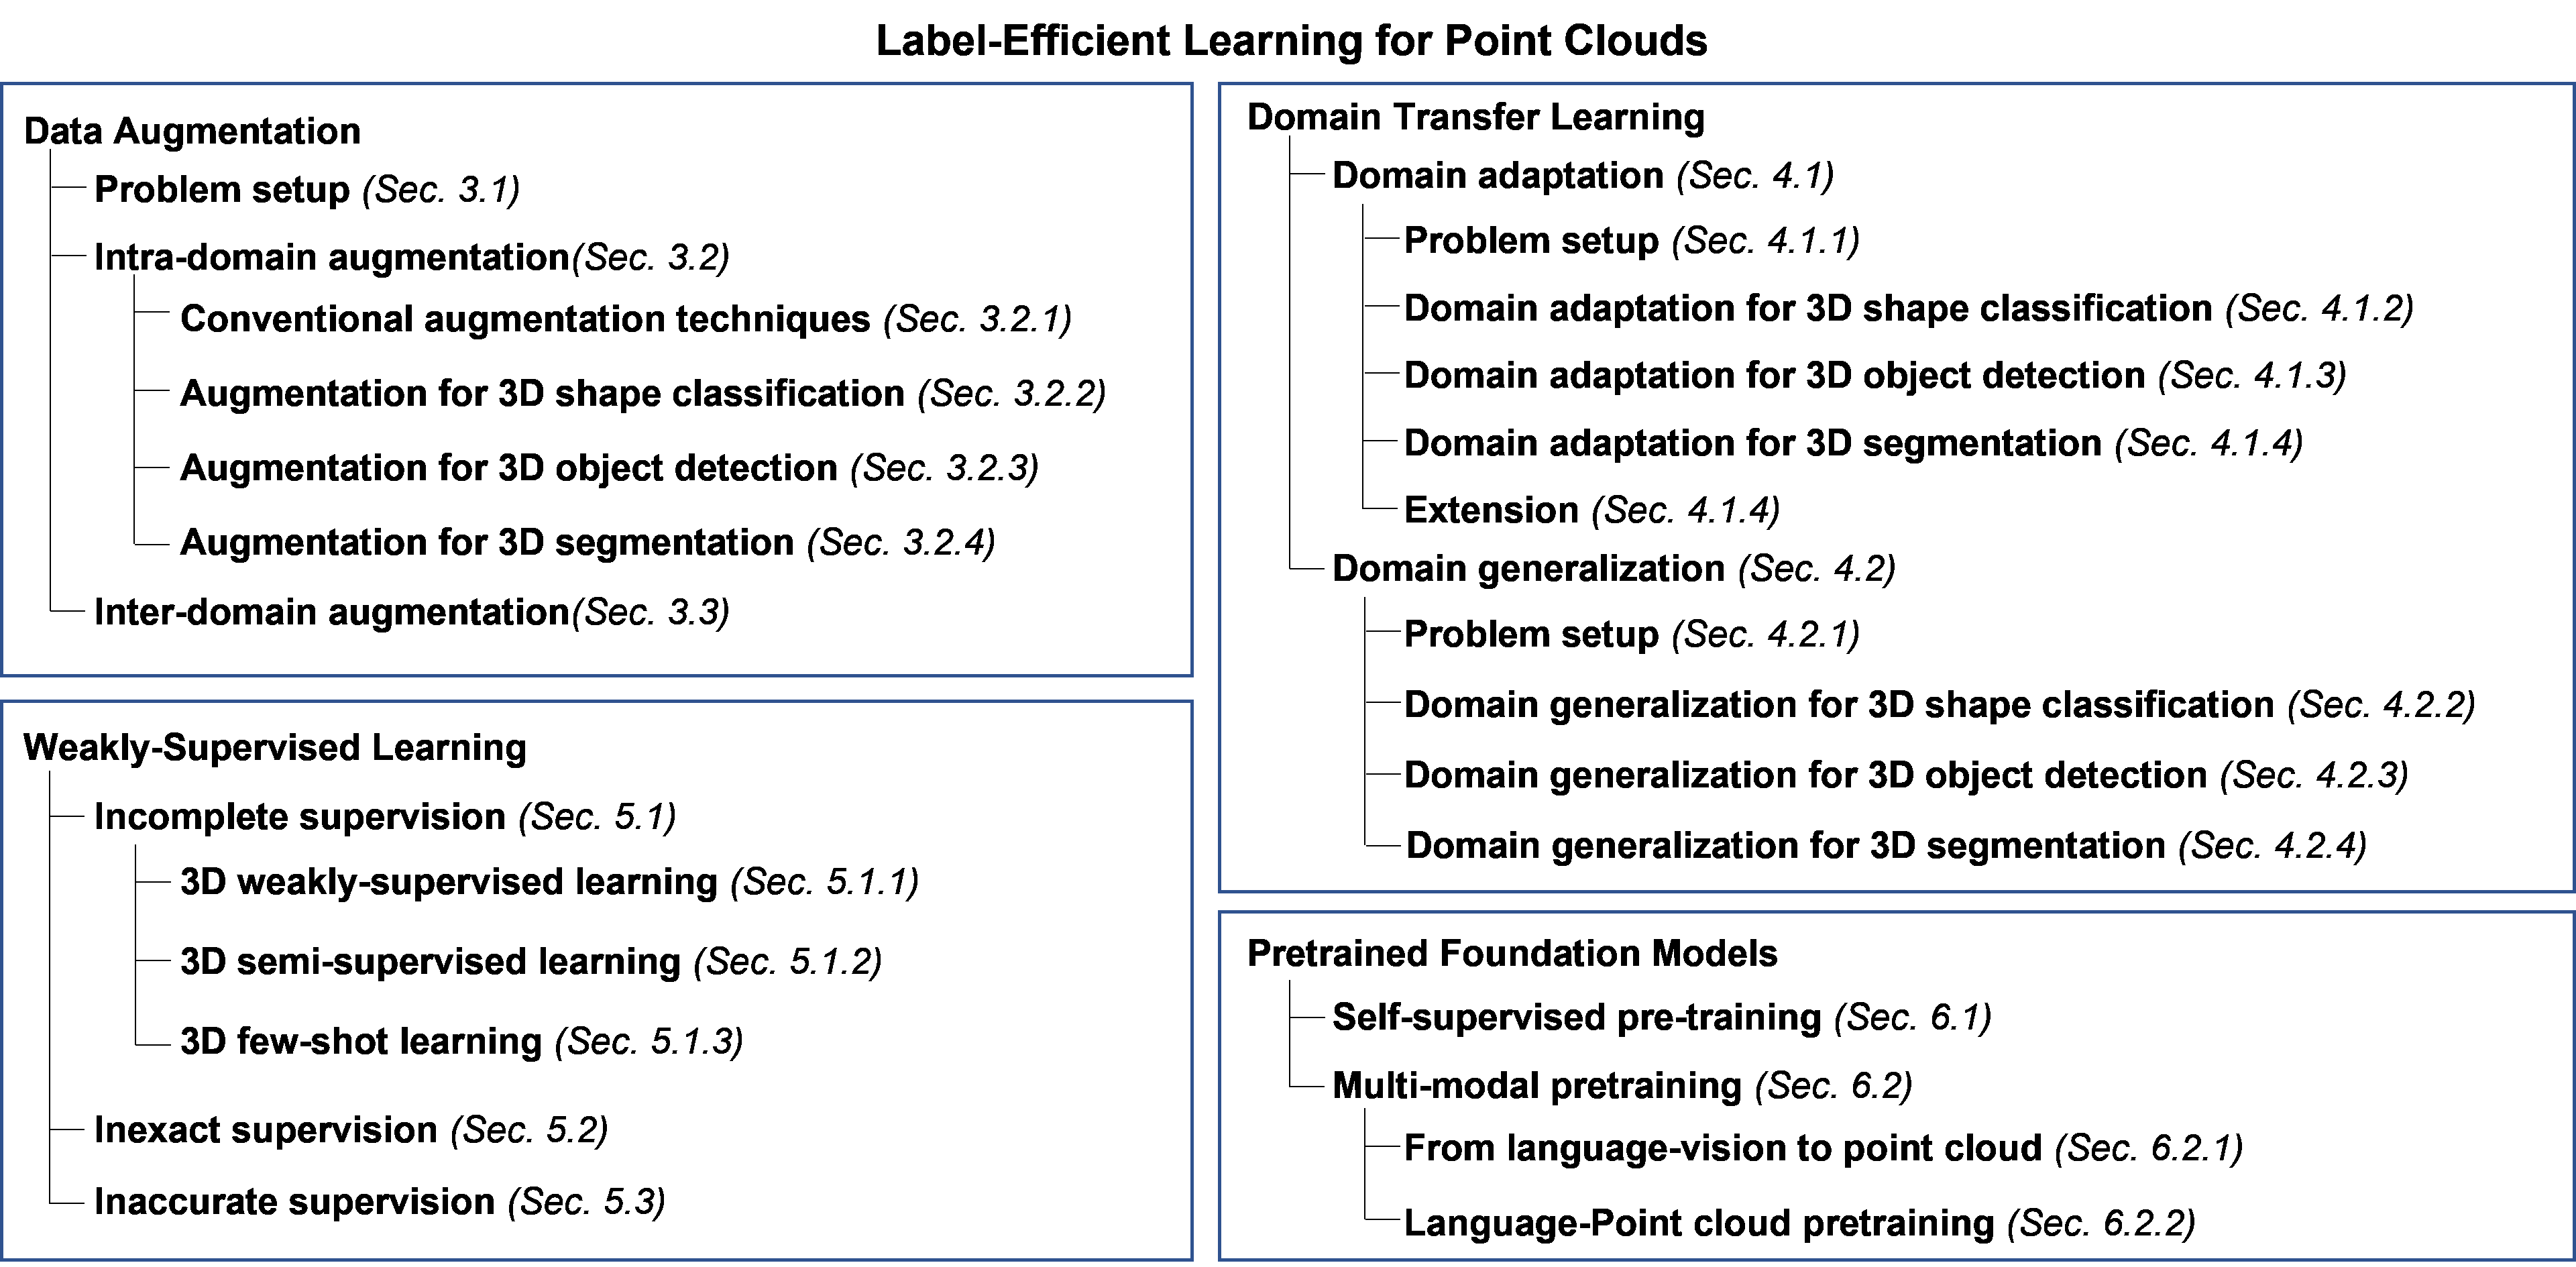 Label-Efficient Learning for Point Clouds
Data Augmentation
Problem setup (Sec. 3.1)
Intra-domain augmentation(Sec. 3.2)
Conventional augmentation techniques (Sec. 3.2.1)
Augmentation for 3D shape classification (Sec. 3.2.2)
Augmentation for 3D object detection (Sec. 3.2.3)
Augmentation for 3D segmentation (Sec. 3.2.4)
Inter-domain augmentation(Sec. 3.3)
Weakly-Supervised Learning
Incomplete supervision (Sec. 5.1)
3D weakly-supervised learning (Sec. 5.1.1)
3D semi-supervised learning (Sec. 5.1.2)
3D few-shot learning (Sec. 5.1.3)
Inexact supervision (Sec. 5.2)
Inaccurate supervision (Sec. 5.3)
Domain Transfer Learning
Domain adaptation (Sec. 4.1)
Problem setup (Sec. 4.1.1)
Domain adaptation for 3D shape classification (Sec. 4.1.2)
Domain adaptation for 3D object detection (Sec. 4.1.3)
Domain adaptation for 3D segmentation (Sec. 4.1.4)
Extension (Sec. 4.1.4)
Domain generalization (Sec. 4.2)
Problem setup (Sec. 4.2.1)
Domain generalization for 3D shape classification (Sec. 4.2.2)
Domain generalization for 3D object detection (Sec. 4.2.3)
Domain generalization for 3D segmentation (Sec. 4.2.4)
Pretrained Foundation Models
Self-supervised pre-training (Sec. 6.1)
Multi-modal pretraining (Sec. 6.2)
From language-vision to point cloud (Sec. 6.2.1)
Language-Point cloud pretraining (Sec. 6.2.2)